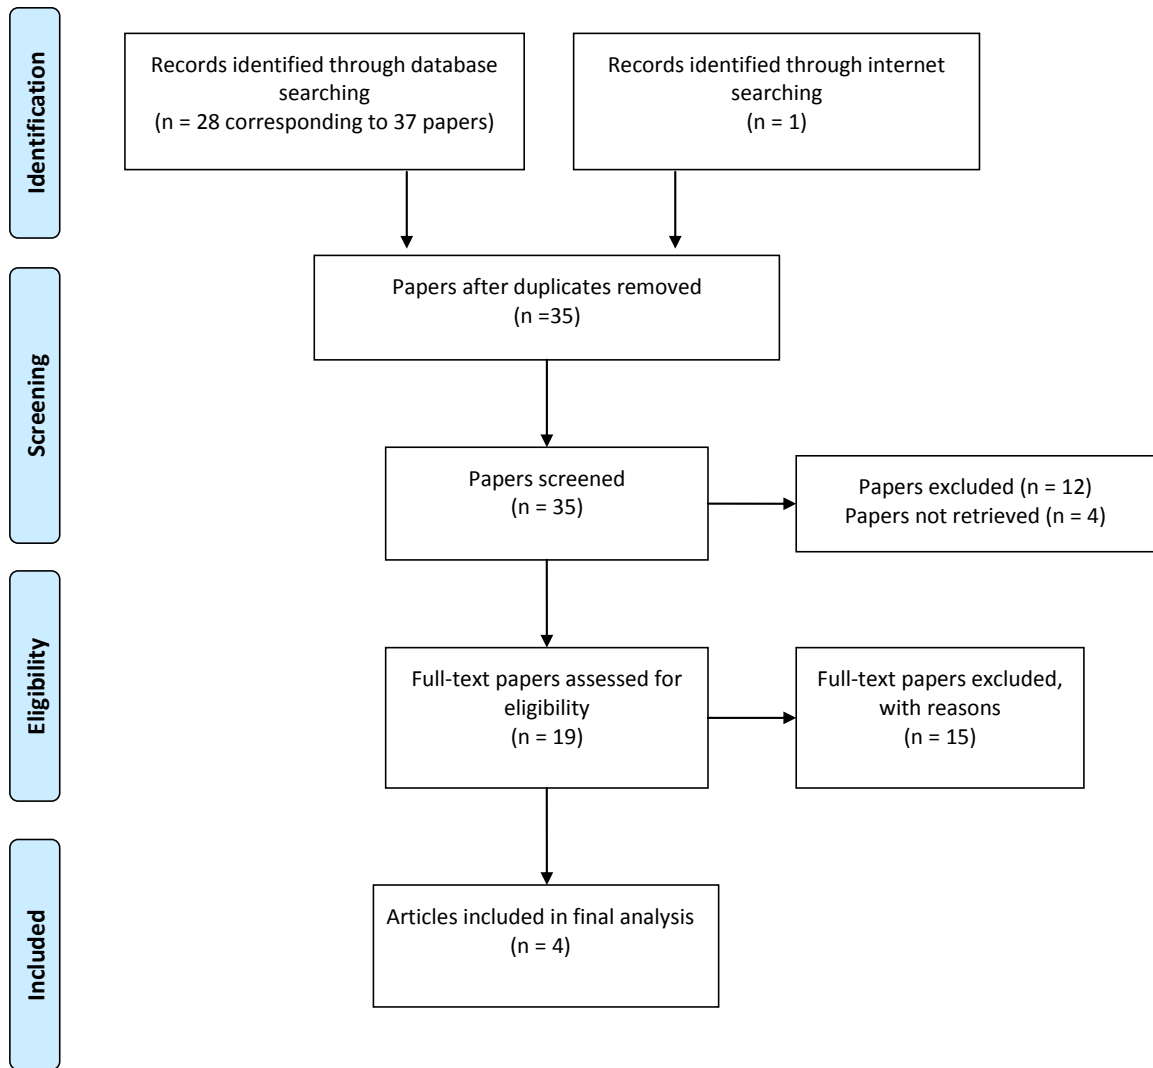 Identification
Records identified through database
searching
(n = 28 corresponding to 37 papers)
Records identified through internet
searching
(n = 1)
Screening
Papers after duplicates removed
(n =35)
Papers screened
(n = 35)
Papers excluded (n = 12)
Papers not retrieved (n = 4)
Eligibility
Full-text papers assessed for
eligibility
(n = 19)
Full-text papers excluded,
with reasons
(n = 15)
Included
Articles included in final analysis
(n = 4)